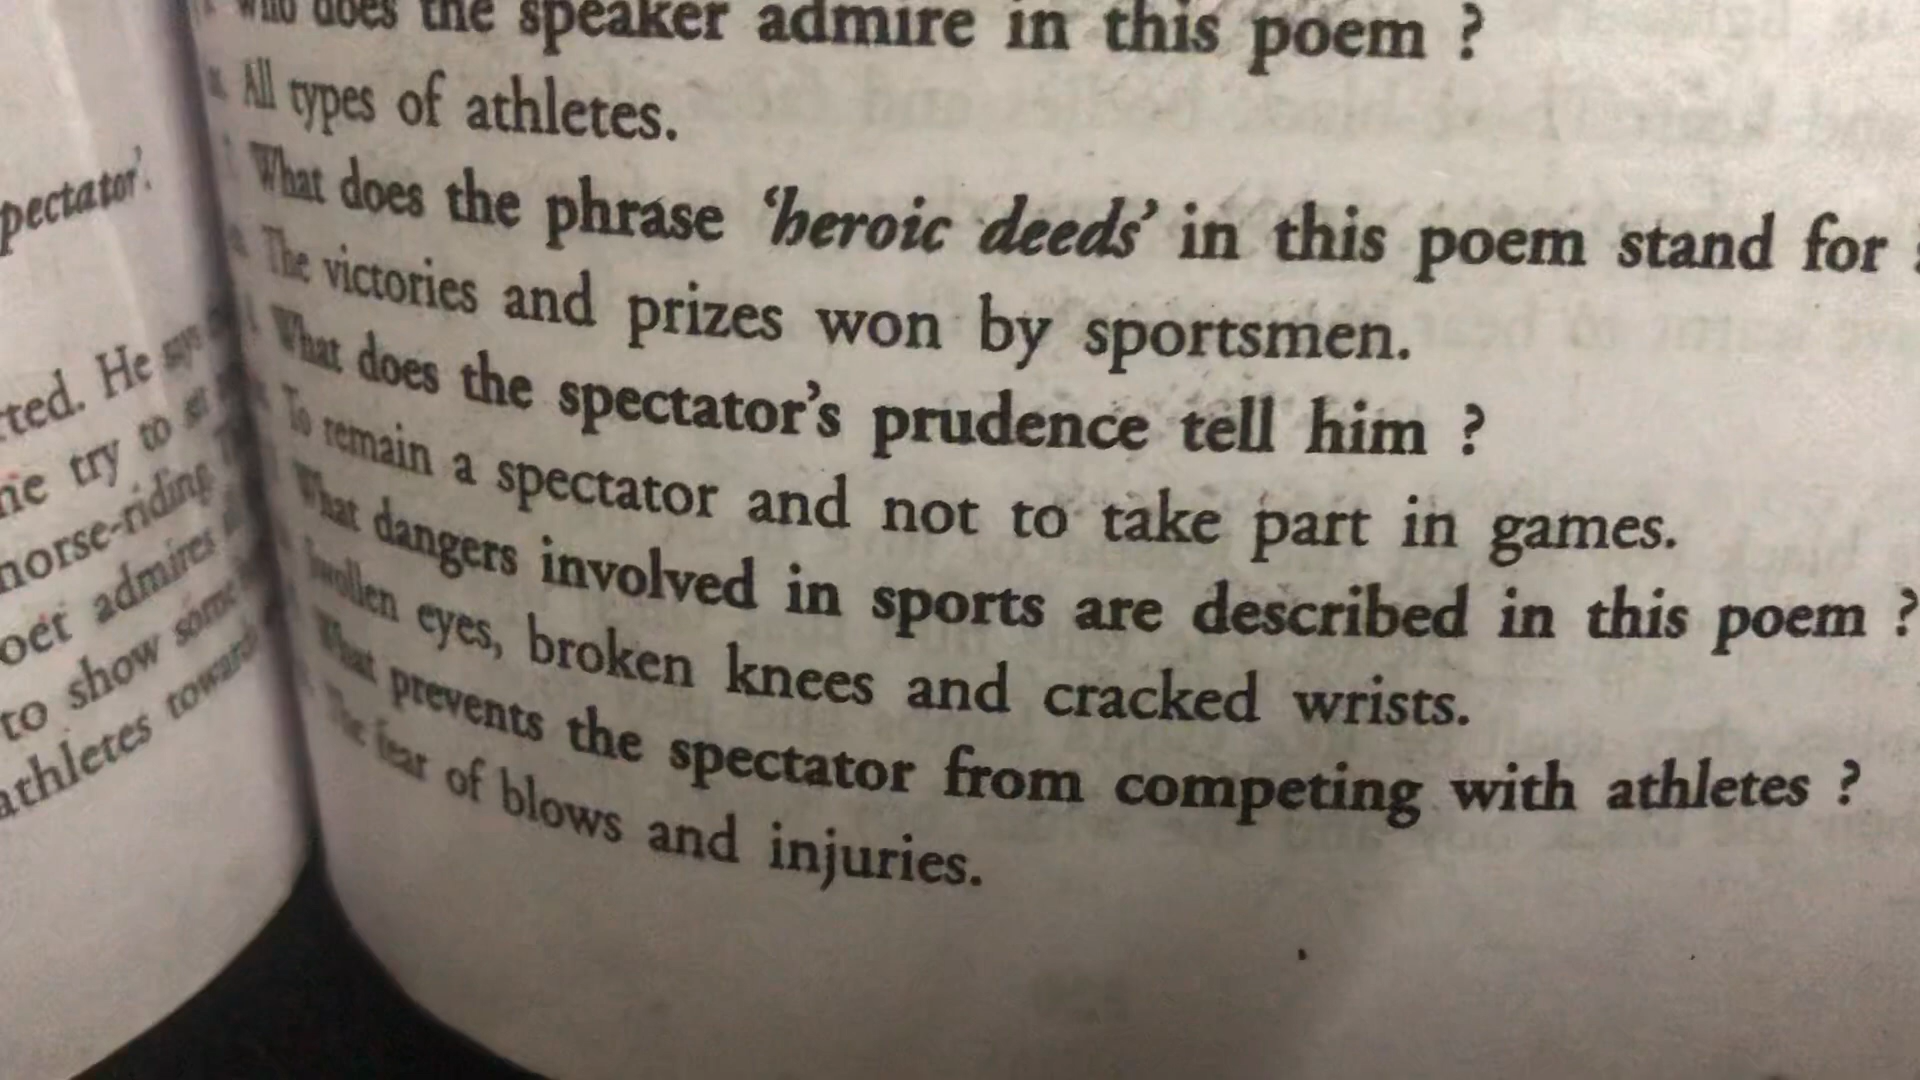 pectator'.
rted. He says
ne try to
horse-riding.
oet admires
to show some
athletes towards
Who does the speaker admire in this poem ?
All types of athletes.
What does the phrase 'heroic deeds' in this poem stand for
The victories and prizes won by sportsmen.
What does the spectator's prudence tell him ?
To remain a spectator and not to take part in games.
What dangers involved in sports are described in this poem ?
Swollen eyes, broken knees and cracked wrists.
What prevents the spectator from competing with athletes ?
The fear of blows and injuries.